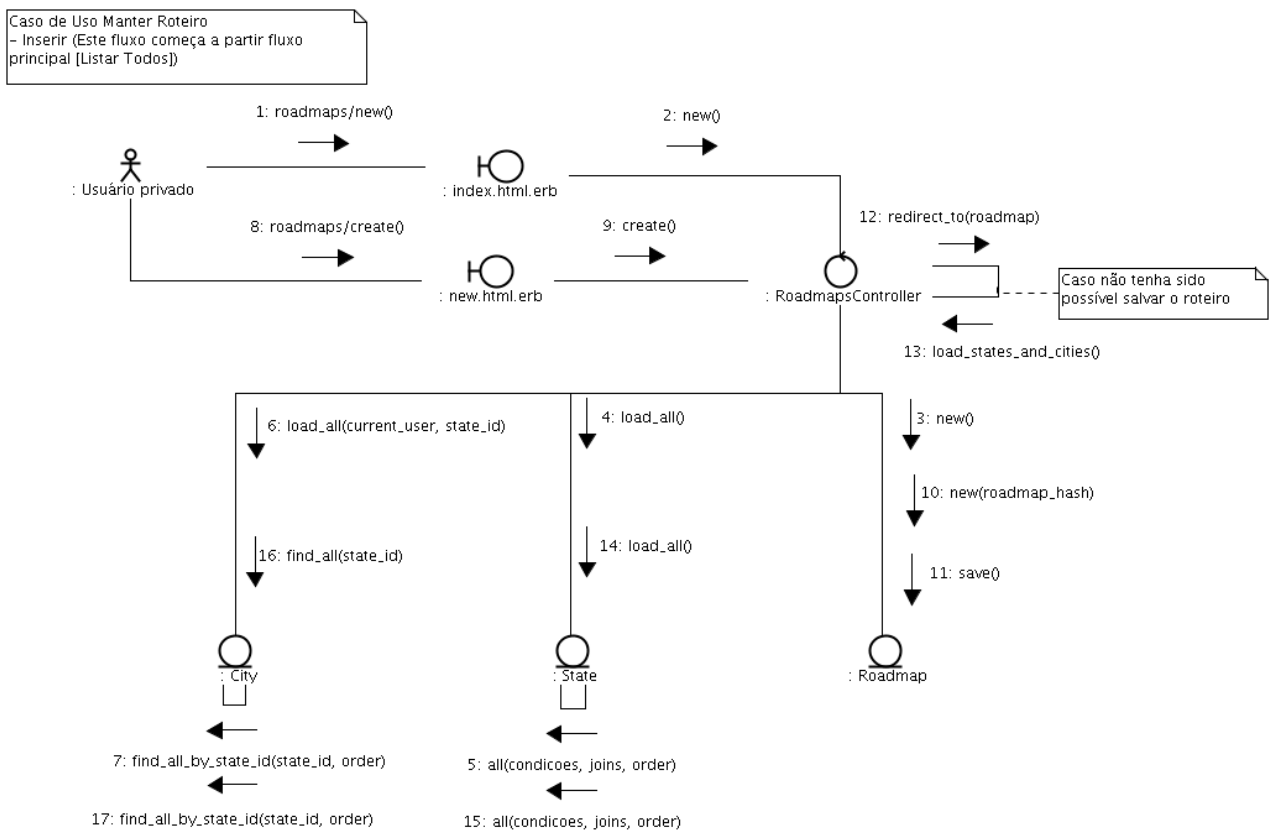 Caso de Uso Manter Roteiro
– Inserir (Este fluxo começa a partir fluxo
principal [Listar Todos])
1: roadmaps/new()
2: new()
: Usuário privado
: index.html.erb
8: roadmaps/create()
9: create()
12: redirect_to(roadmap)
: new.html.erb
: RoadmapsController
Caso não tenha sido
possível salvar o roteiro
13: load_states_and_cities()
6: load_all(current_user, state_id)
4: load_all()
3: new()
10: new(roadmap_hash)
16: find_all(state_id)
14: load_all()
11: save()
: City
: State
: Roadmap
7: find_all_by_state_id(state_id, order)
5: all(condicoes, joins, order)
17: find_all_by_state_id(state_id, order)
15: all(condicoes, joins, order)